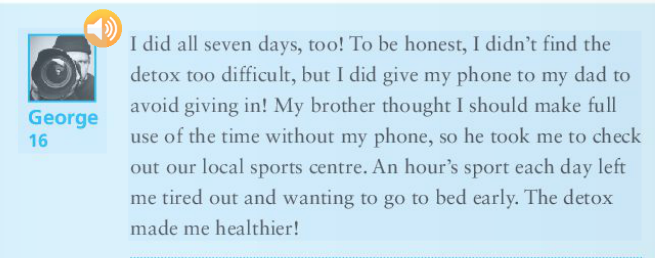 I did all seven days, too! To be honest, I didn't find the
detox too difficult, but I did give my phone to my dad to
avoid giving in! My brother thought I should make full
use of the time without my phone, so he took me to check
out our local sports centre. An hour's sport each day left
me tired out and wanting to go to bed early. The detox
made me healthier!
George
16